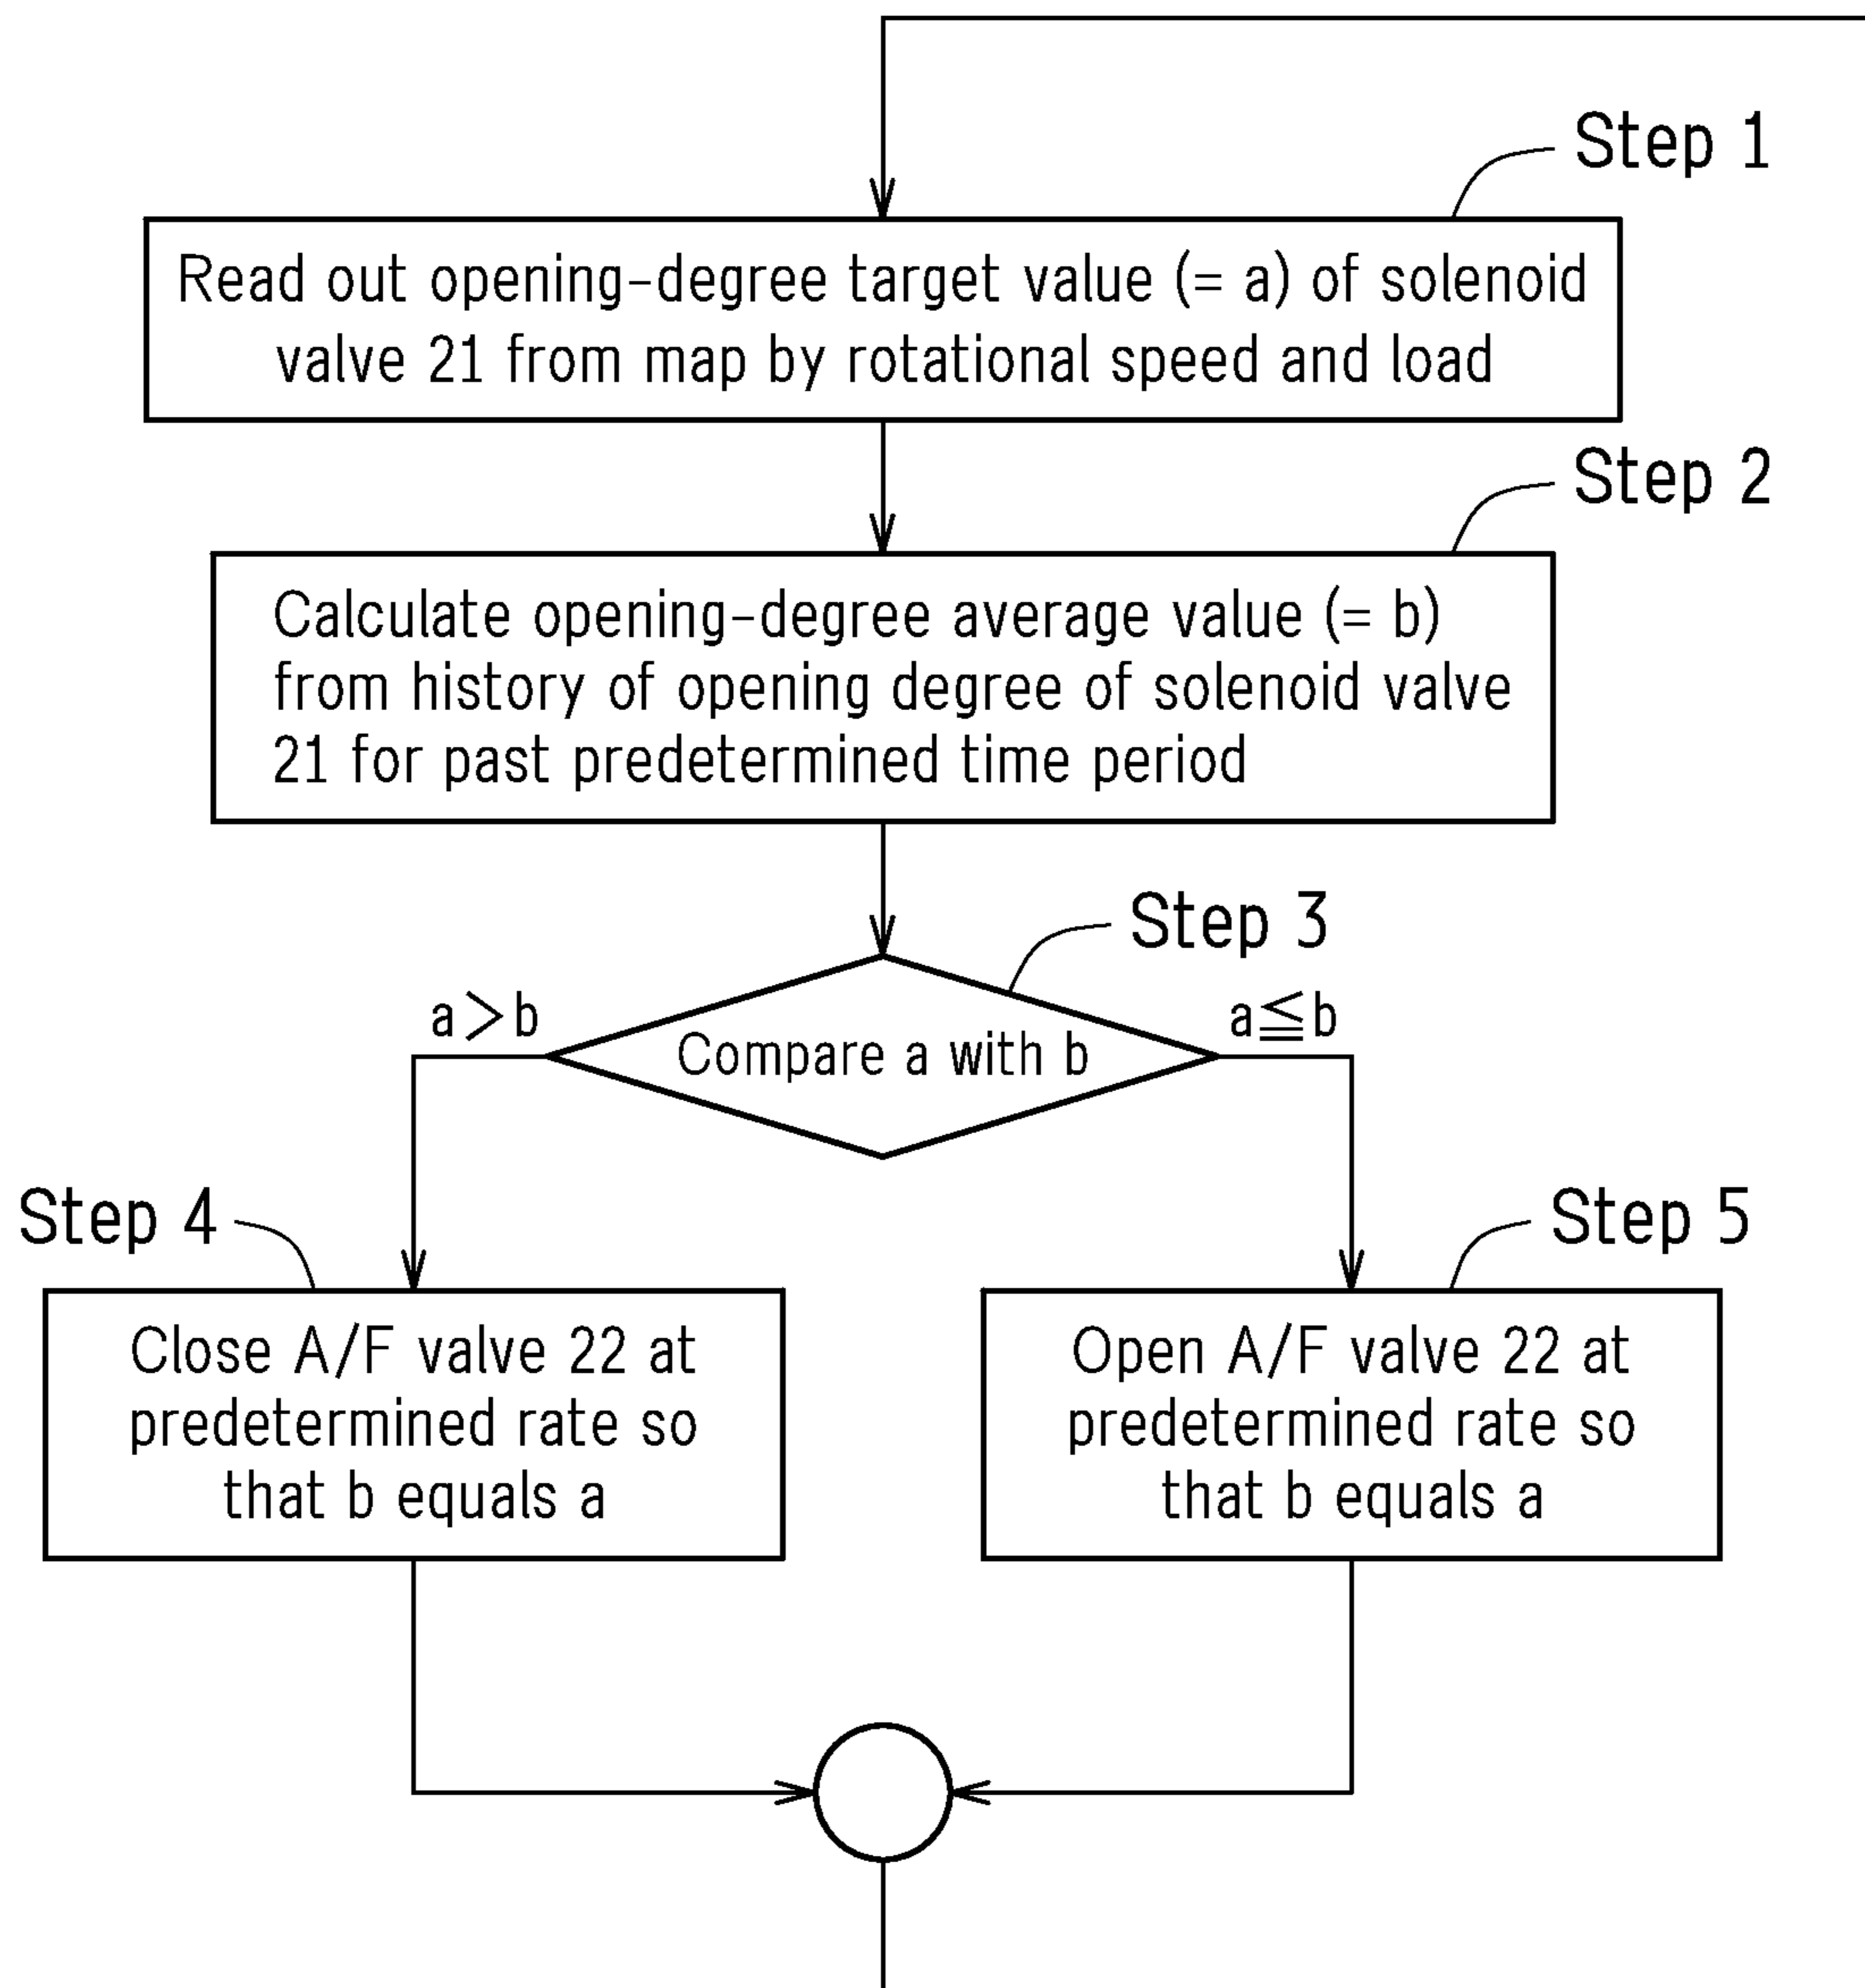 Step 1
Read out opening-degree target value (= a) of solenoid
valve 21 from map by rotational speed and load
Step 2
Calculate opening-degree average value (= b)
from history of opening degree of solenoid valve
21 for past predetermined time period
Step 3
a>b
a≦b
Compare a with b
Step 4
Step 5
Close A/F valve 22 at
predetermined rate so
that b equals a
Open A/F valve 22 at
predetermined rate so
that b equals a